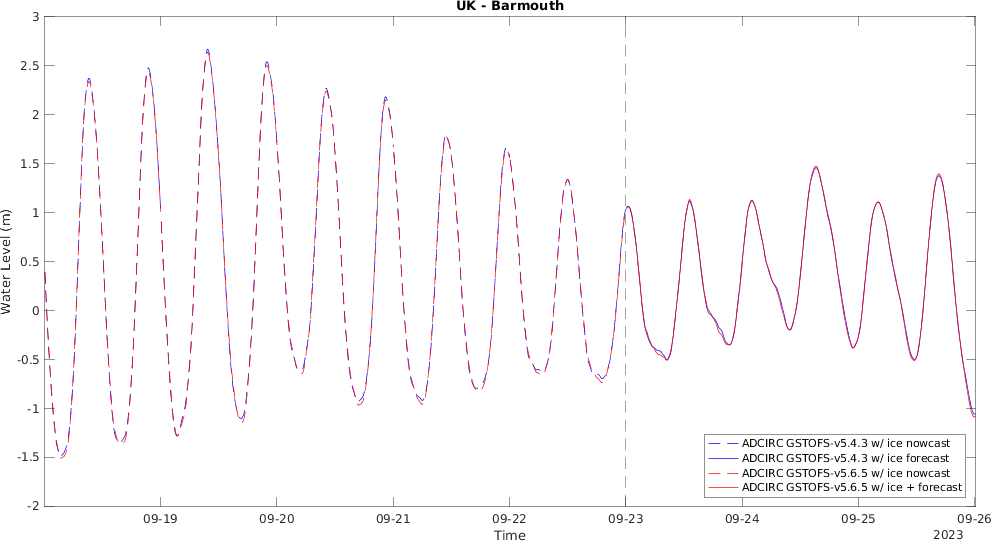 UK - Barmouth
3
2.5
2
1.5
1
0.5
0
-0.5
-1
-1.5
-2
Water Level (m)
ADCIRC GSTOFS-v5.4.3 w/ ice nowcast
ADCIRC GSTOFS-v5.4.3 w/ ice forecast
ADCIRC GSTOFS-v5.6.5 w/ ice nowcast
ADCIRC GSTOFS-v5.6.5 w/ ice + forecast
09-19 09-20 09-21 09-22 09-23 09-24 09-25 09-26
Time
2023